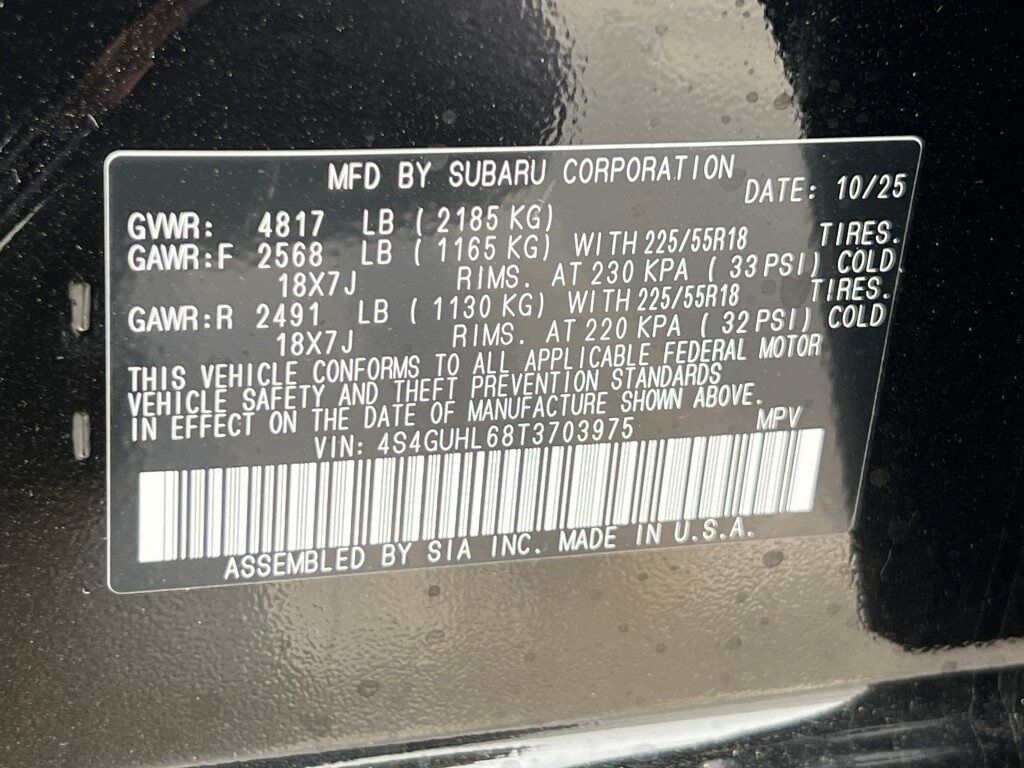 MFD BY SUBARU CORPORATION
DATE: 10/25
GVWR: 4817 LB ( 2185 KG)
GAWR:F 2568 LB ( 1165 KG) WITH 225/55R18 TIRES.
18X7J RIMS. AT 230 KPA ( 33 PSI) COLD
GAWR:R 2491 LB ( 1130 KG) WITH 225/55R18 TIRES.
18X7J RIMS. AT 220 KPA ( 32 PSI) COLD
THIS VEHICLE CONFORMS TO ALL APPLICABLE FEDERAL MOTOR
VEHICLE SAFETY AND THEFT PREVENTION STANDARDS
IN EFFECT ON THE DATE OF MANUFACTURE SHOWN ABOVE.
VIN: 4S4GUHL68T3703975 MPV
ASSEMBLED BY SIA INC. MADE IN U.S.A.